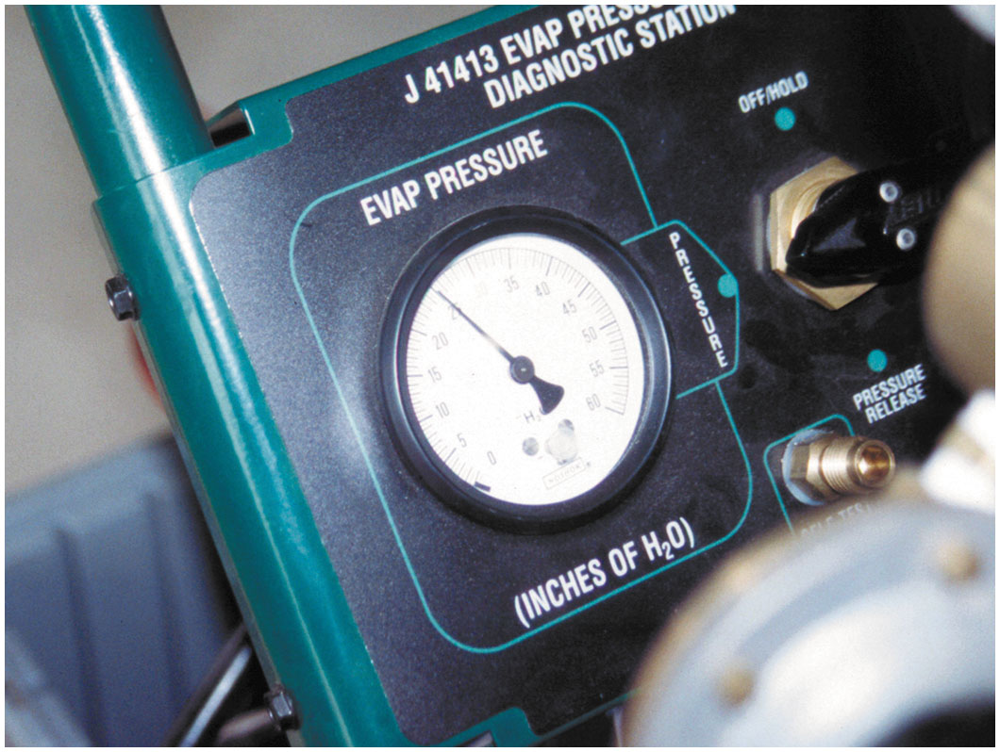 J 41413 EVAP PRESSU
DIAGNOSTIC STATION
OFF/HOLD
EVAP PRESSURE
PRESSURE
0 5 10 15 20 25 30 35 40 45 50 55 60
H₂
PRESSURE
RELEASE
(INCHES OF H₂O)